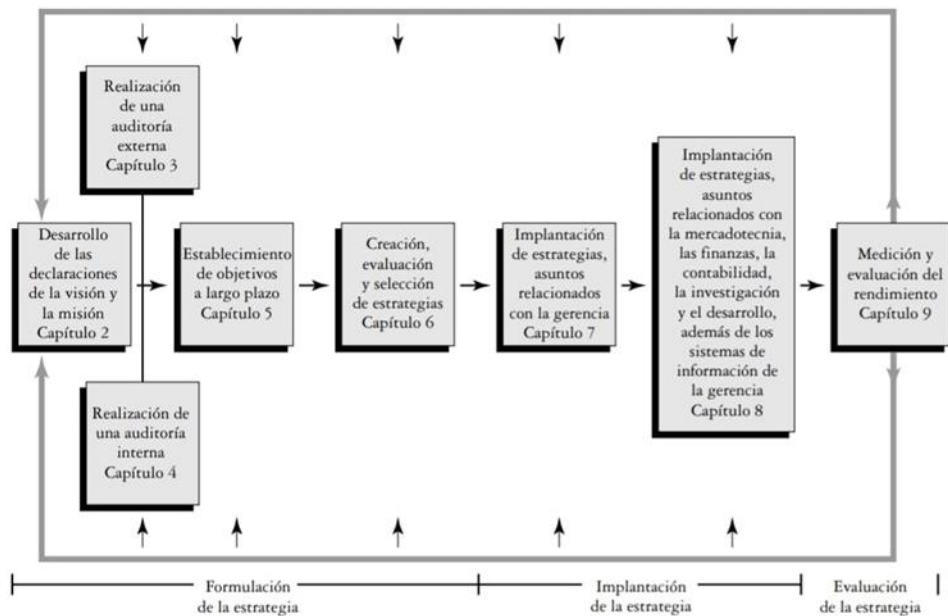 Realización
de una
auditoría
externa
Capítulo 3
Desarrollo
de las
declaraciones
de la visión y
la misión
Capítulo 2
Realización de
una auditoría
interna
Capítulo 4
Establecimiento
de objetivos
a largo plazo
Capítulo 5
Creación,
evaluación
y selección
de estrategias
Capítulo 6
Implantación
de estrategias,
asuntos
relacionados
con la gerencia
Capítulo 7
Implantación
de estrategias,
asuntos
relacionados con
la mercadotecnia,
las finanzas, la
contabilidad,
la investigación
y el desarrollo,
además de los
sistemas de
información de
la gerencia
Capítulo 8
Medición y
evaluación del
rendimiento
Capítulo 9
Formulación
de la estrategia
Implantación
de la estrategia
Evaluación
de la estrategia